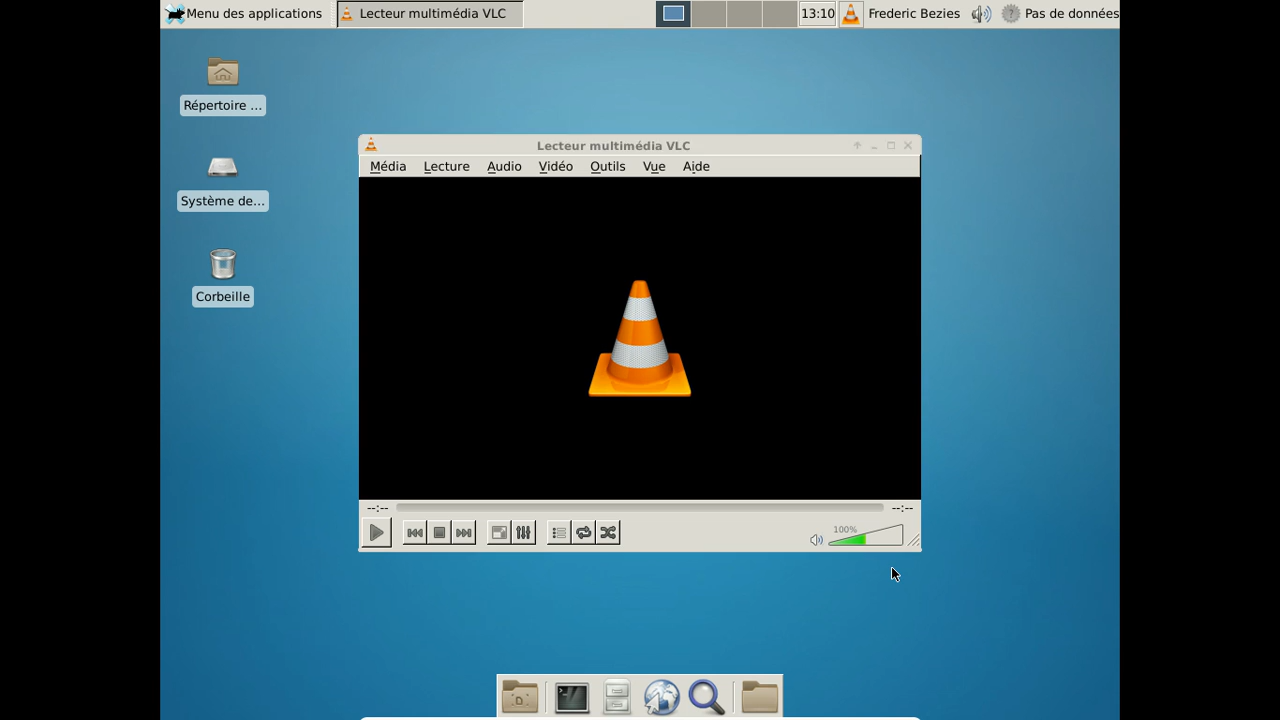 Menu des applications
Lecteur multimédia VLC
13:10
Frederic Bezies
Pas de données
Répertoire ...
Système de...
Corbeille
Lecteur multimédia VLC
Média Lecture Audio Vidéo Outils Vue Aide
--:-- --:--
100%